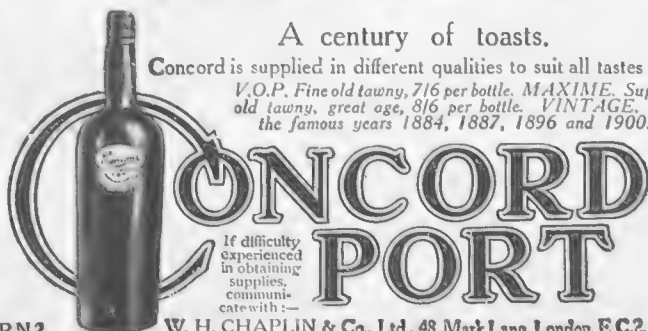 A century of toasts.
Concord is supplied in different qualities to suit all tastes
V.O.P. Fine old tawny, 7/6 per bottle. MAXIME. Sup
old tawny, great age, 8/6 per bottle. VINTAGE.
the famous years 1884, 1887, 1896 and 1900.
CONCORD
PORT
If difficulty
experienced
in obtaining
supplies,
communi-
cate with :—
W. H. CHAPLIN & Co., Ltd., 48 Mark Lane, London, E.C.3